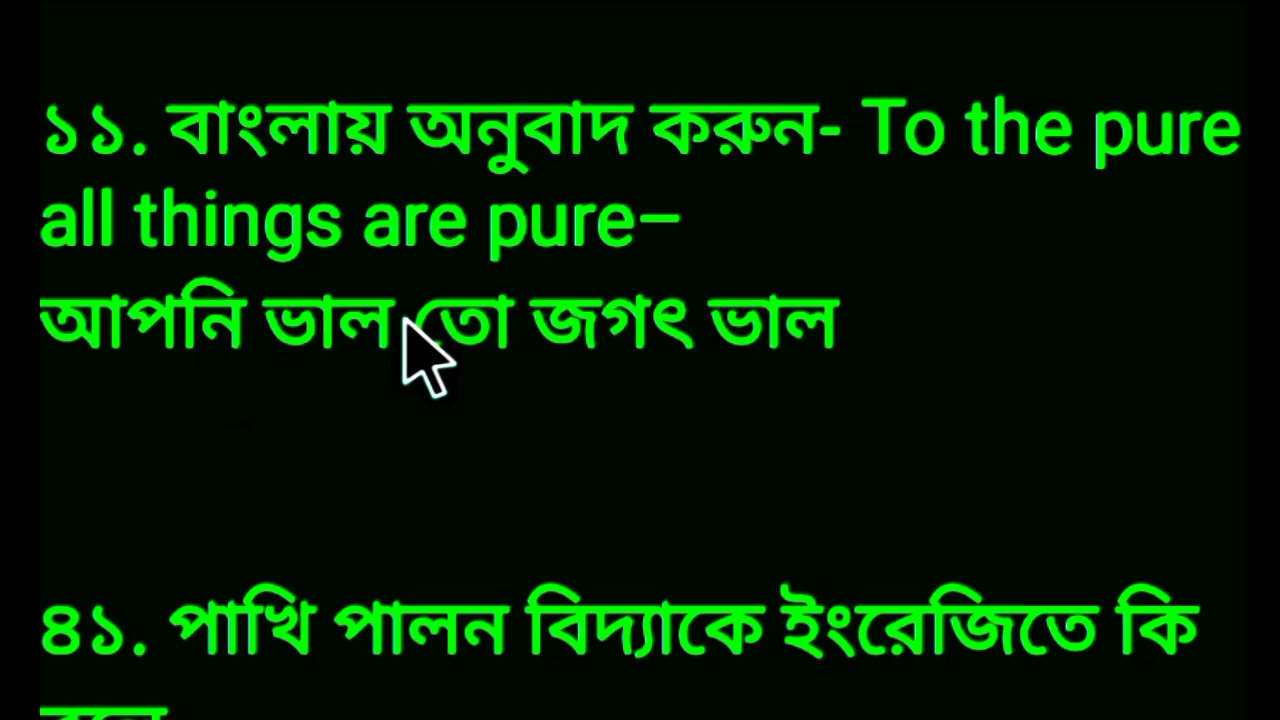 ১১. বাংলায় অনুবাদ করুন- To the pure
all things are pure–
আপনি ভাল তো জগৎ ভাল
৪১. পাখি পালন বিদ্যাকে ইংরেজিতে কি